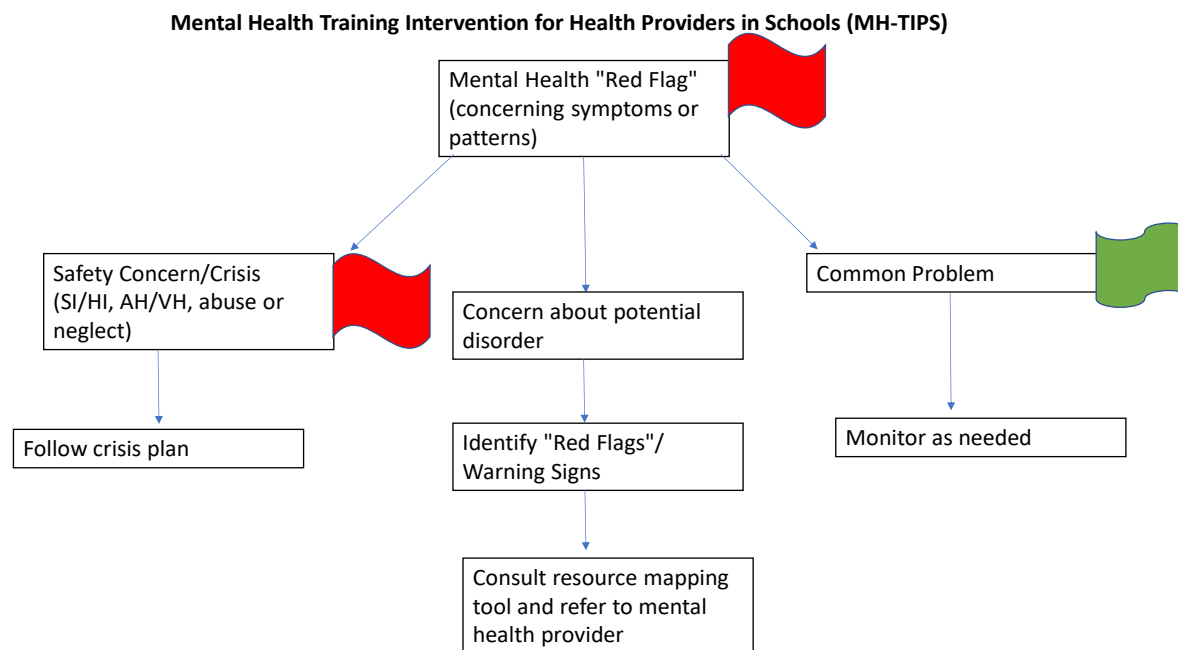 Mental Health Training Intervention for Health Providers in Schools (MH-TIPS)
Mental Health "Red Flag"
(concerning symptoms or
patterns)
Safety Concern/Crisis
(SI/HI, AH/VH, abuse or
neglect)
Concern about potential
disorder
Common Problem
Follow crisis plan
Identify "Red Flags"/
Warning Signs
Monitor as needed
Consult resource mapping
tool and refer to mental
health provider